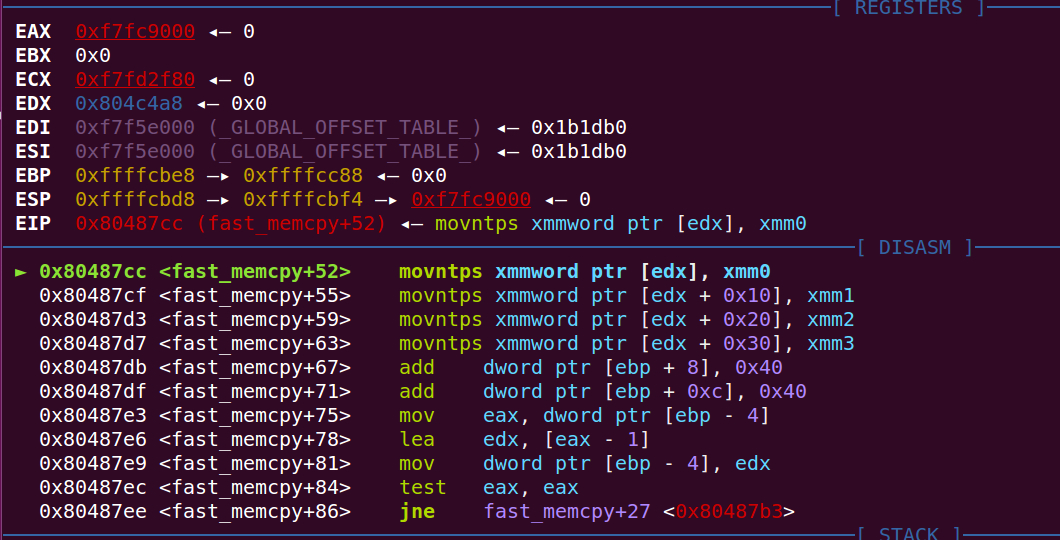 [ REGISTERS ]
EAX 0xf7fc9000 ◂— 0
EBX 0x0
ECX 0xf7fd2f80 ◂— 0
EDX 0x804c4a8 ◂— 0x0
EDI 0xf7f5e000 (_GLOBAL_OFFSET_TABLE_) ◂— 0x1b1db0
ESI 0xf7f5e000 (_GLOBAL_OFFSET_TABLE_) ◂— 0x1b1db0
EBP 0xffffcbe8 —▸ 0xffffcc88 ◂— 0x0
ESP 0xffffcbd8 —▸ 0xffffcbf4 —▸ 0xf7fc9000 ◂— 0
EIP 0x80487cc (fast_memcpy+52) ◂— movntps xmmword ptr [edx], xmm0
[ DISASM ]
► 0x80487cc <fast_memcpy+52> movntps xmmword ptr [edx], xmm0
0x80487cf <fast_memcpy+55> movntps xmmword ptr [edx + 0x10], xmm1
0x80487d3 <fast_memcpy+59> movntps xmmword ptr [edx + 0x20], xmm2
0x80487d7 <fast_memcpy+63> movntps xmmword ptr [edx + 0x30], xmm3
0x80487db <fast_memcpy+67> add dword ptr [ebp + 8], 0x40
0x80487df <fast_memcpy+71> add dword ptr [ebp + 0xc], 0x40
0x80487e3 <fast_memcpy+75> mov eax, dword ptr [ebp - 4]
0x80487e6 <fast_memcpy+78> lea edx, [eax - 1]
0x80487e9 <fast_memcpy+81> mov dword ptr [ebp - 4], edx
0x80487ec <fast_memcpy+84> test eax, eax
0x80487ee <fast_memcpy+86> jne fast_memcpy+27 <0x80487b3>
[ STACK ]